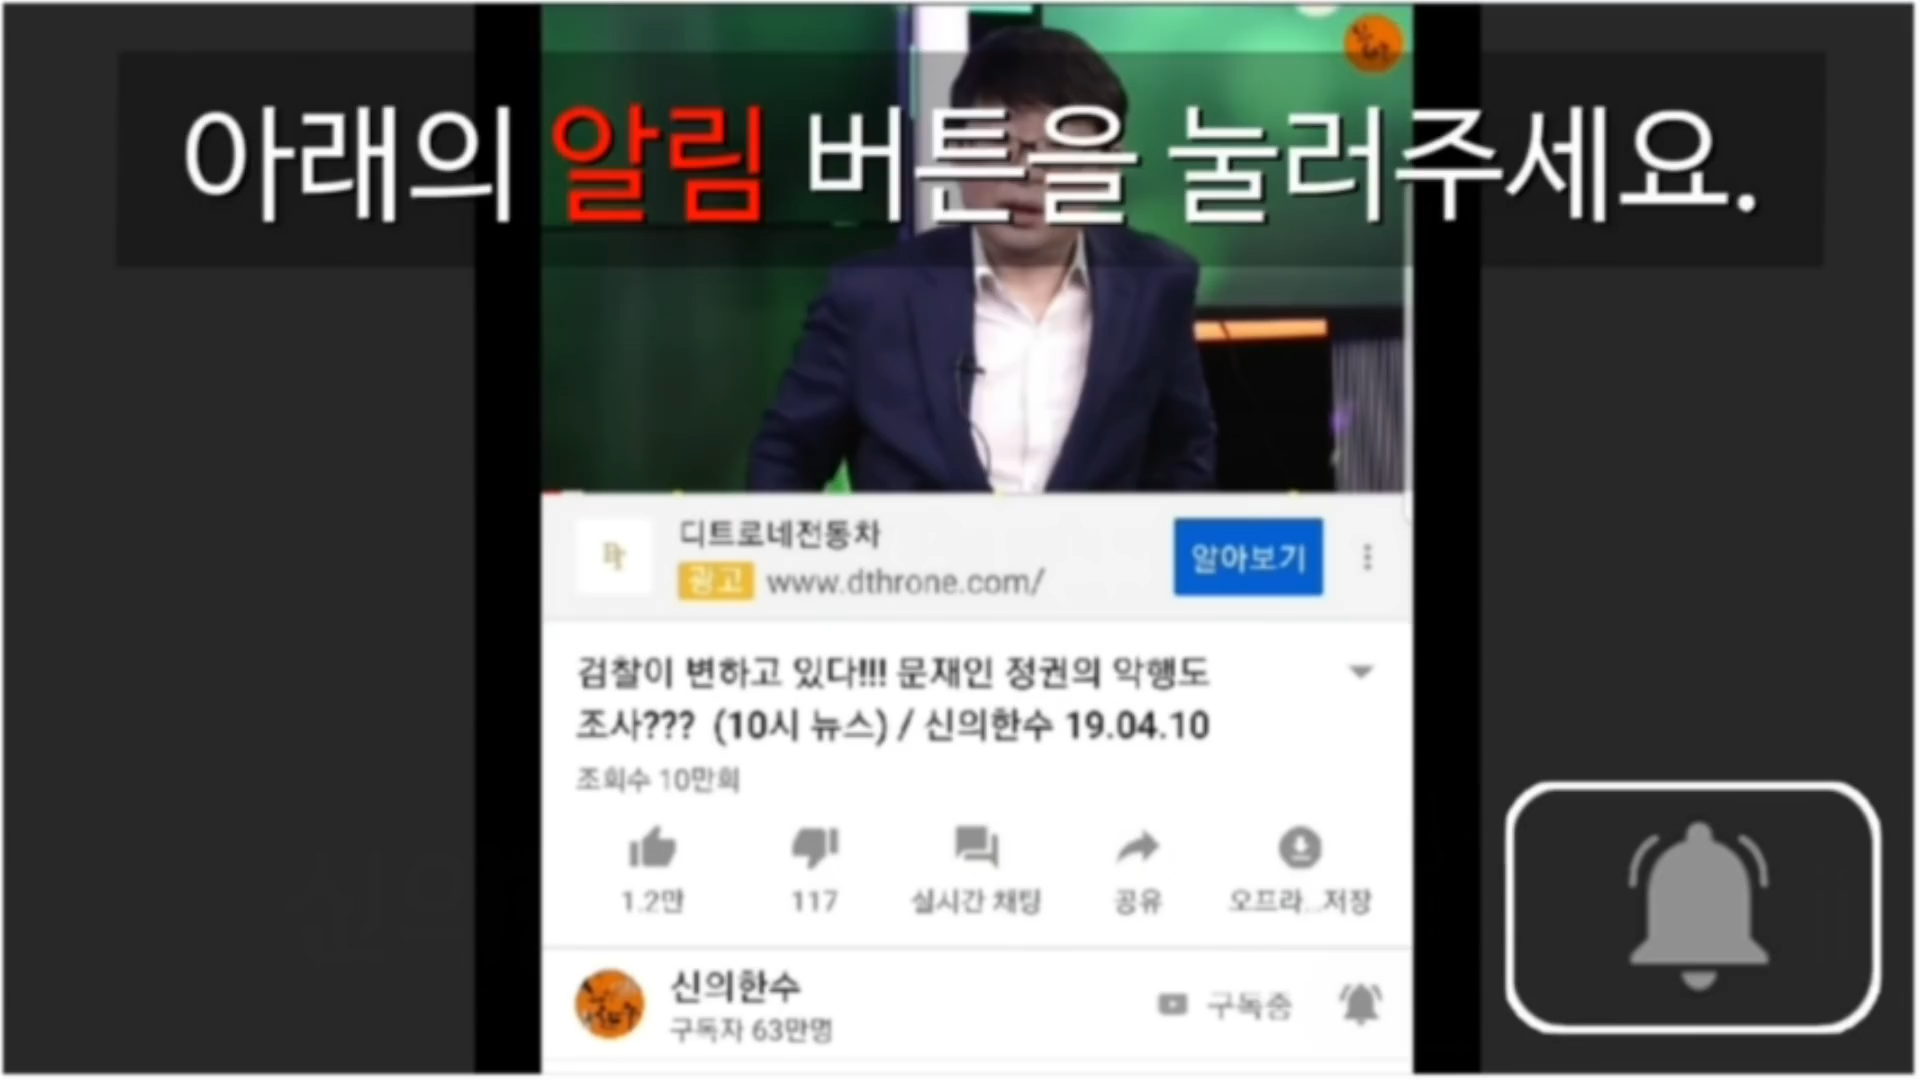 아래의 알림 버튼을 눌러주세요.
디트로네전동차
알아보기
광고 www.dthrone.com/
검찰이 변하고 있다!!! 문재인 정권의 악행도
조사??? (10시 뉴스) / 신의한수 19.04.10
조회수 10만회
1.2만 117 실시간 채팅 공유 오프라...저장
신의한수
구독중
구독자 63만명